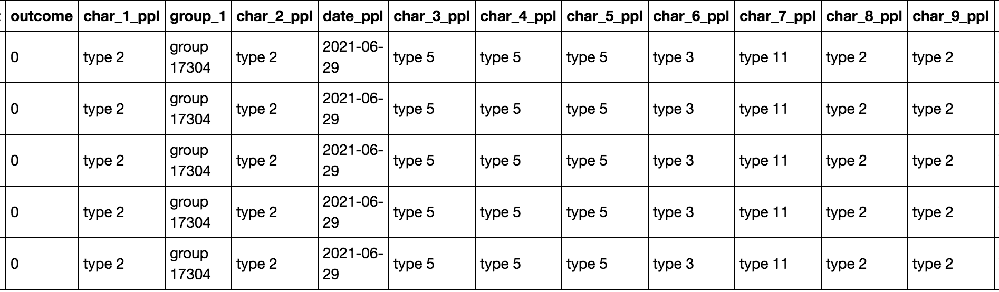 outcome char_1_ppl group_1 char_2_ppl date_ppl char_3_ppl char_4_ppl char_5_ppl char_6_ppl char_7_ppl char_8_ppl char_9_ppl
0 type 2 group 17304 type 2 2021-06-29 type 5 type 5 type 5 type 3 type 11 type 2 type 2
0 type 2 group 17304 type 2 2021-06-29 type 5 type 5 type 5 type 3 type 11 type 2 type 2
0 type 2 group 17304 type 2 2021-06-29 type 5 type 5 type 5 type 3 type 11 type 2 type 2
0 type 2 group 17304 type 2 2021-06-29 type 5 type 5 type 5 type 3 type 11 type 2 type 2
0 type 2 group 17304 type 2 2021-06-29 type 5 type 5 type 5 type 3 type 11 type 2 type 2